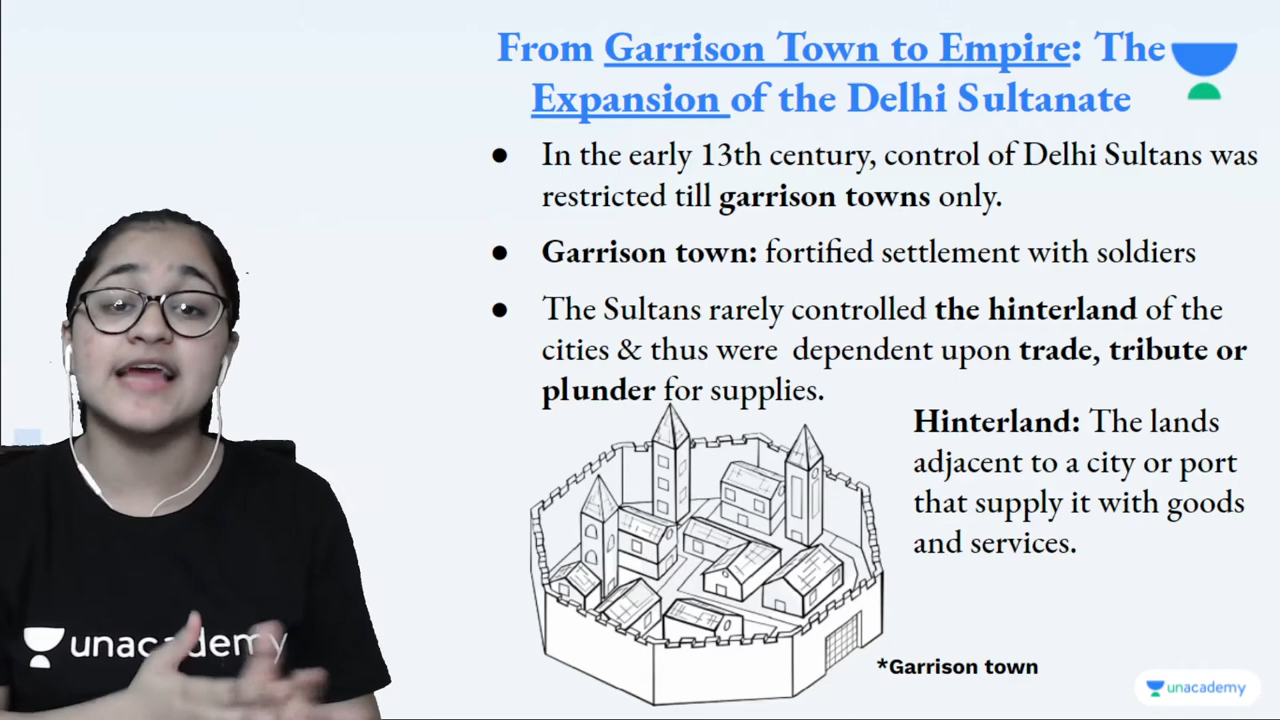 From Garrison Town to Empire: The
Expansion of the Delhi Sultanate
● In the early 13th century, control of Delhi Sultans was
restricted till garrison towns only.
● Garrison town: fortified settlement with soldiers
● The Sultans rarely controlled the hinterland of the
cities & thus were dependent upon trade, tribute or
plunder for supplies.
Hinterland: The lands
adjacent to a city or port
that supply it with goods
and services.
*Garrison town
unacademy
unacademy